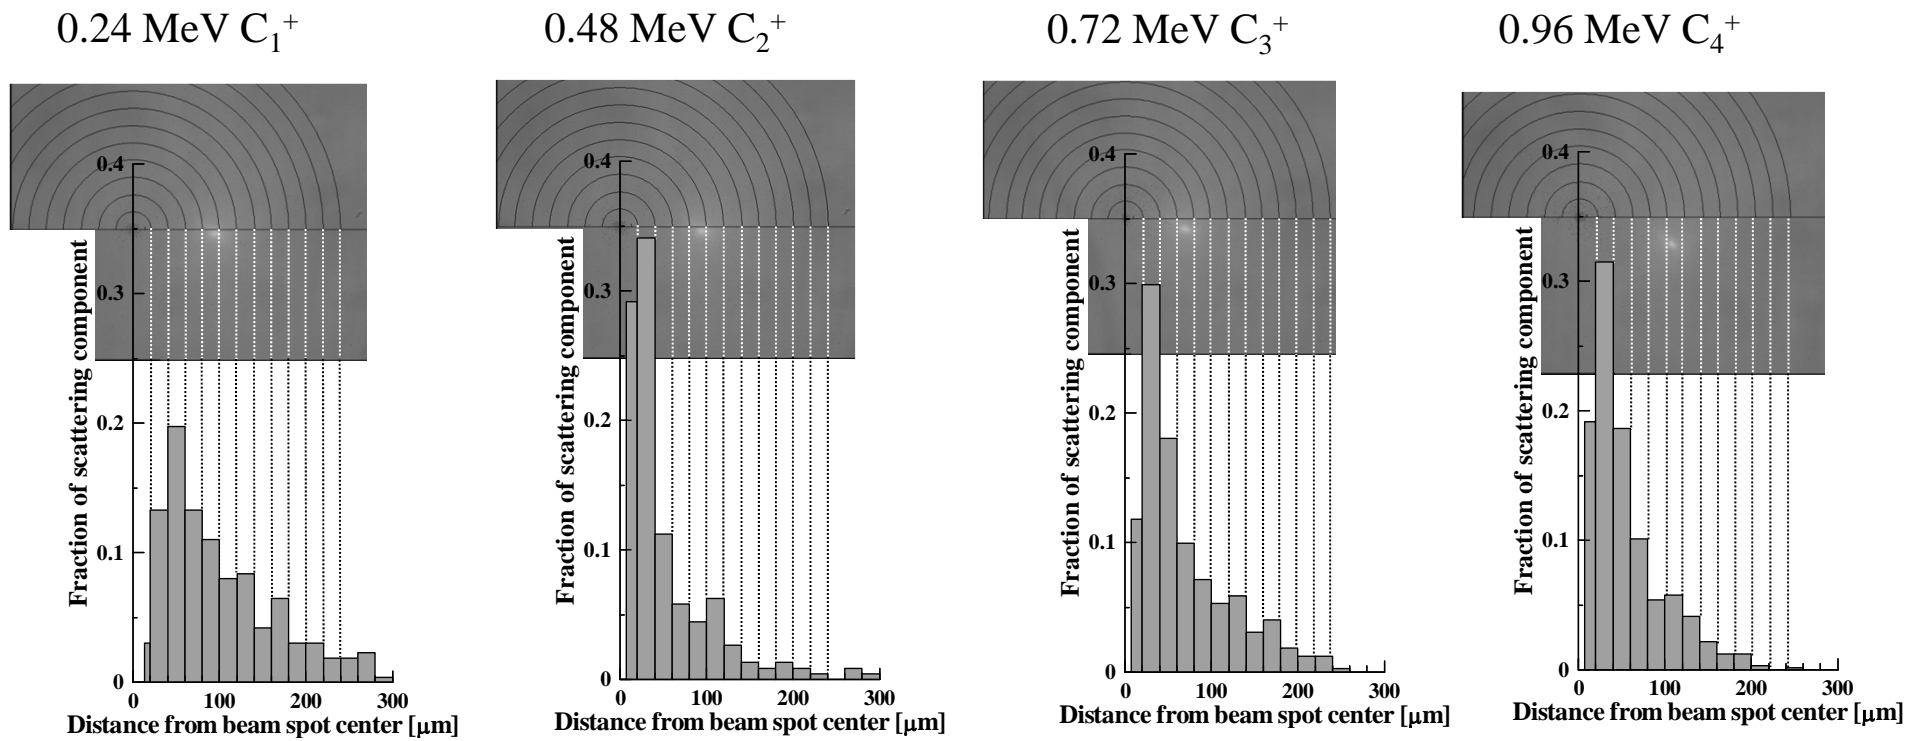 0.24 MeV C₁⁺
0.4
0.3
0.2
0.1
0
Fraction of scattering component
0 100 200 300
Distance from beam spot center [μm]
0.48 MeV C₂⁺
0.4
0.3
0.2
0.1
0
Fraction of scattering component
0 100 200 300
Distance from beam spot center [μm]
0.72 MeV C₃⁺
0.4
0.3
0.2
0.1
0
Fraction of scattering component
0 100 200 300
Distance from beam spot center [μm]
0.96 MeV C₄⁺
0.4
0.3
0.2
0.1
0
Fraction of scattering component
0 100 200 300
Distance from beam spot center [μm]